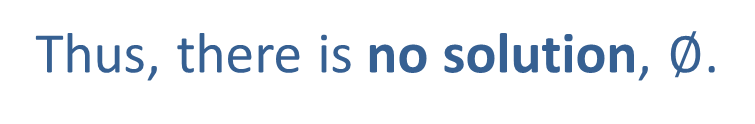 Thus, there is no solution, Ø.